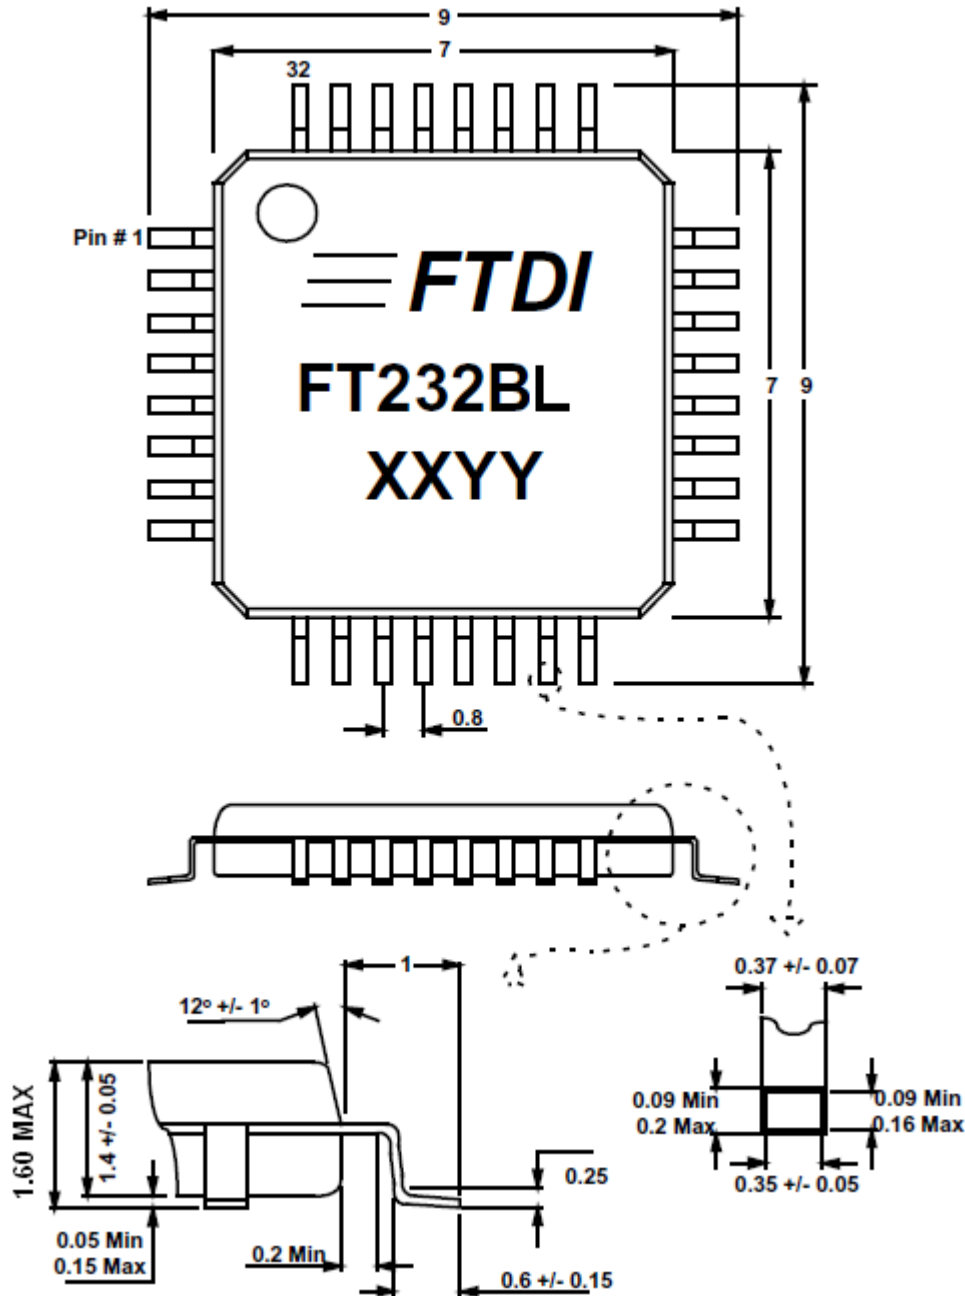 9
7
32
Pin # 1
FTDI
FT232BL
XXYY
7
9
0.8
1
0.37 +/- 0.07
12º +/- 1º
1.60 MAX
1.4 +/- 0.05
0.09 Min
0.2 Max
0.09 Min
0.16 Max
0.25
0.35 +/- 0.05
0.05 Min
0.15 Max
0.2 Min
0.6 +/- 0.15